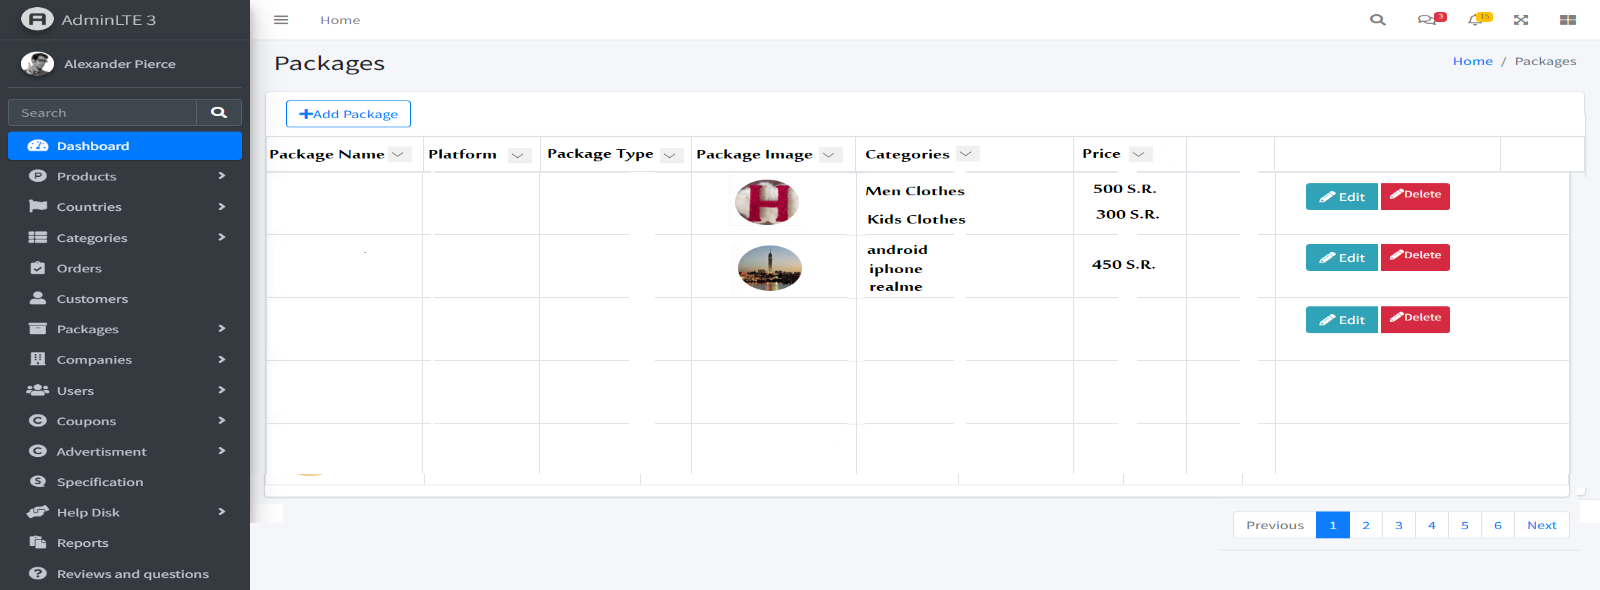 AdminLTE 3
Home
3
15
Alexander Pierce
Packages
Home / Packages
Search
Add Package
Dashboard
Package Name
Platform
Package Type
Package Image
Categories
Price
Products
Countries
Categories
Orders
Customers
Packages
Companies
Users
Coupons
Advertisment
Specification
Help Disk
Reports
Reviews and questions
H
Men Clothes
Kids Clothes
500 S.R.
300 S.R.
Edit
Delete
android
iphone
realme
450 S.R.
Edit
Delete
Edit
Delete
Previous 1 2 3 4 5 6 Next